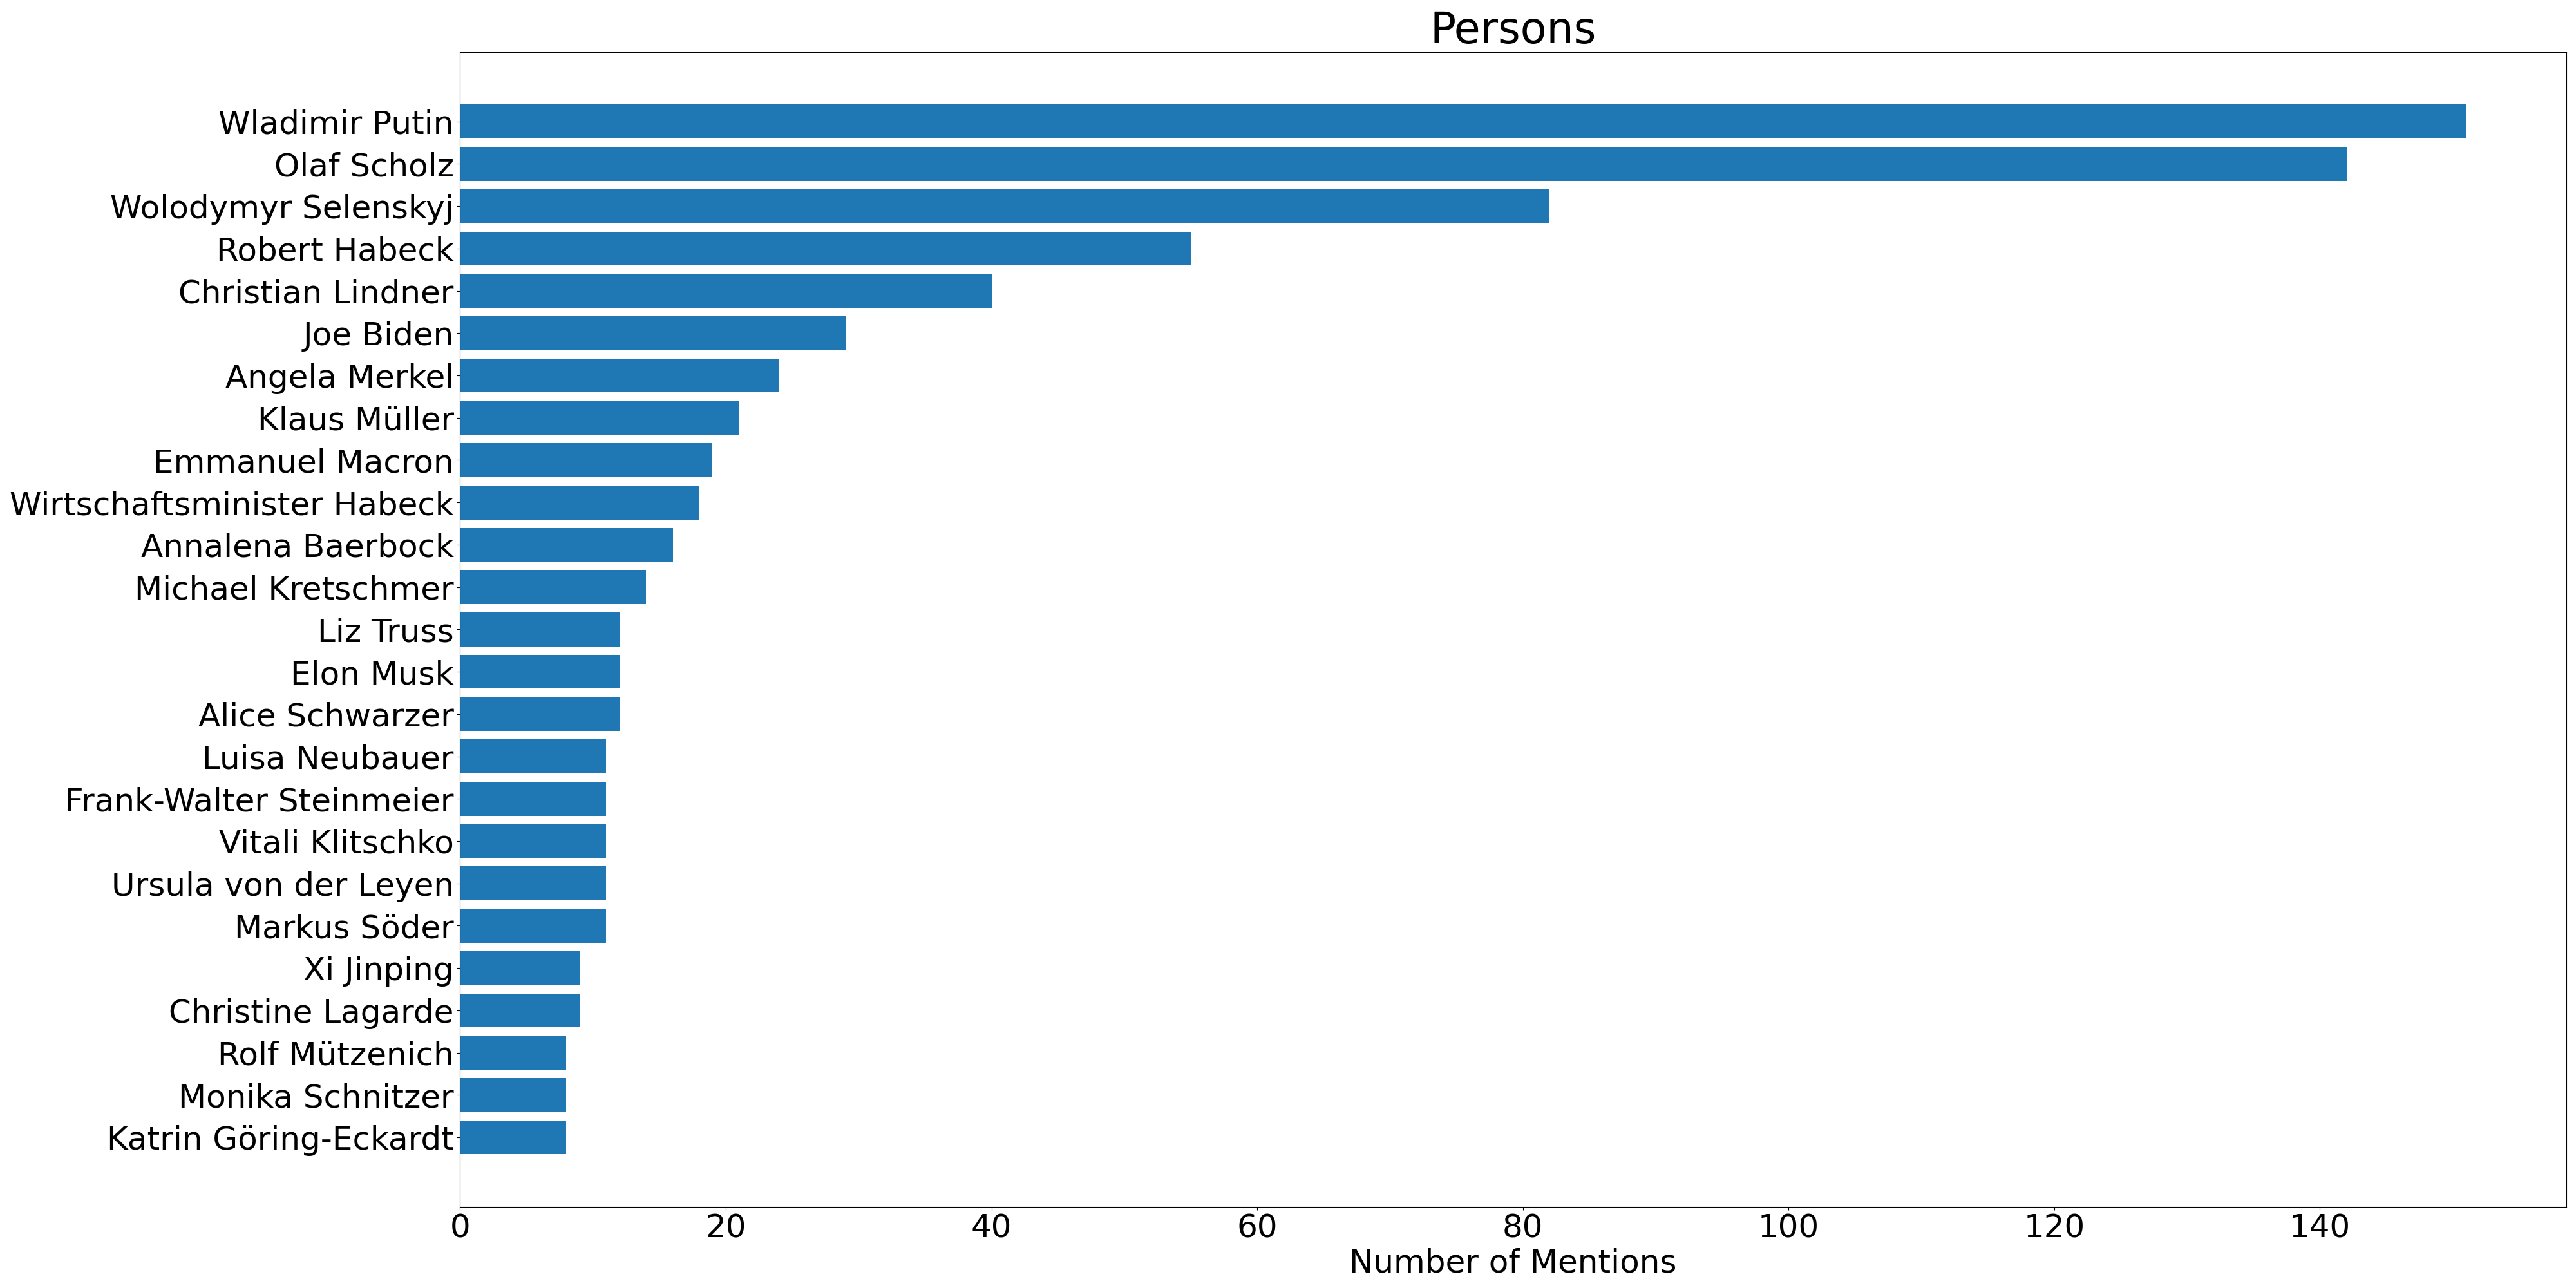 Persons
Wladimir Putin
Olaf Scholz
Wolodymyr Selenskyj
Robert Habeck
Christian Lindner
Joe Biden
Angela Merkel
Klaus Müller
Emmanuel Macron
Wirtschaftsminister Habeck
Annalena Baerbock
Michael Kretschmer
Liz Truss
Elon Musk
Alice Schwarzer
Luisa Neubauer
Frank-Walter Steinmeier
Vitali Klitschko
Ursula von der Leyen
Markus Söder
Xi Jinping
Christine Lagarde
Rolf Mützenich
Monika Schnitzer
Katrin Göring-Eckardt
0 20 40 60 80 100 120 140
Number of Mentions